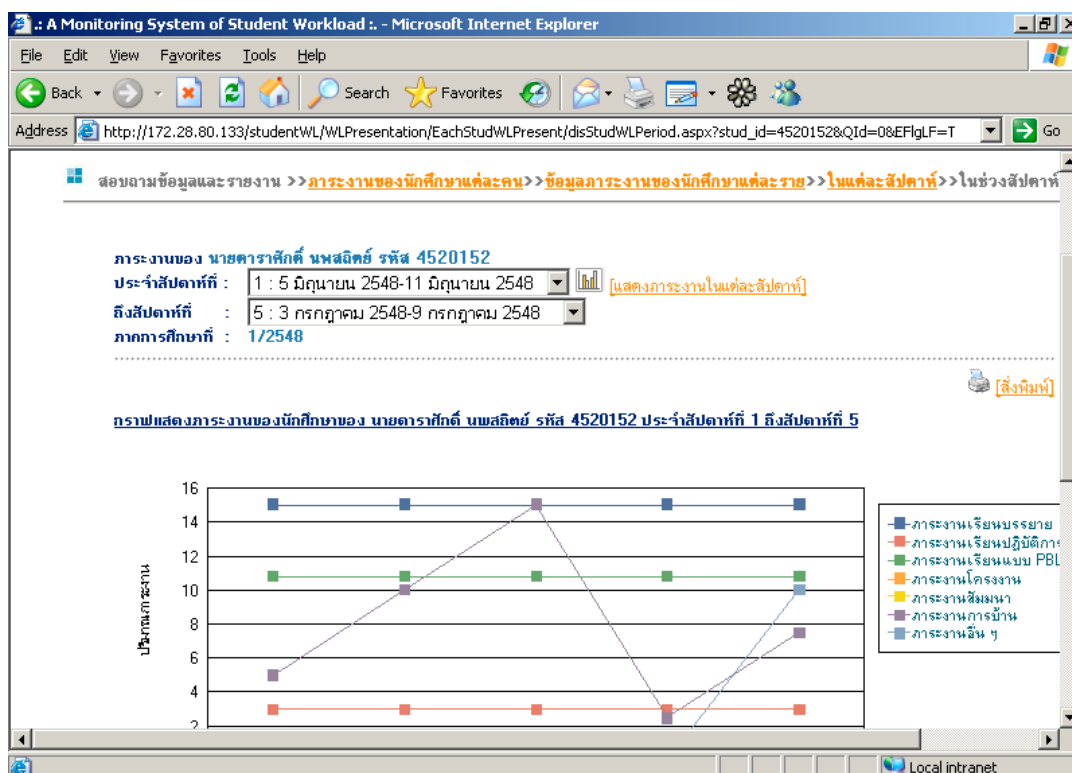 .: A Monitoring System of Student Workload :. - Microsoft Internet Explorer
File Edit View Favorites Tools Help
Back Search Favorites
Address http://172.28.80.133/studentWL/WLPresentation/EachStudWLPresent/disStudWLPeriod.aspx?stud_id=4520152&QId=0&EFlgLF=T Go
สอบถามข้อมูลและรายงาน >>ภาระงานของนักศึกษาแต่ละคน>>ข้อมูลภาระงานของนักศึกษาแต่ละราย>>ในแต่ละสัปดาห์>>ในช่วงสัปดาห์
ภาระงานของ นายดาราศักดิ์ นพสถิตย์ รหัส 4520152
ประจำสัปดาห์ที่ : 1 : 5 มิถุนายน 2548-11 มิถุนายน 2548 [แสดงภาระงานในแต่ละสัปดาห์]
ถึงสัปดาห์ที่ : 5 : 3 กรกฎาคม 2548-9 กรกฎาคม 2548
ภาคการศึกษาที่ : 1/2548
[สั่งพิมพ์]
กราฟแสดงภาระงานของนักศึกษาของ นายดาราศักดิ์ นพสถิตย์ รหัส 4520152 ประจำสัปดาห์ที่ 1 ถึงสัปดาห์ที่ 5
16
14
12
10
8
6
4
2
ปริมาณภาระงาน
ภาระงานเรียนบรรยาย
ภาระงานเรียนปฏิบัติการ
ภาระงานเรียนแบบ PBL
ภาระงานโครงงาน
ภาระงานสัมมนา
ภาระงานการบ้าน
ภาระงานอื่น ๆ
Local intranet